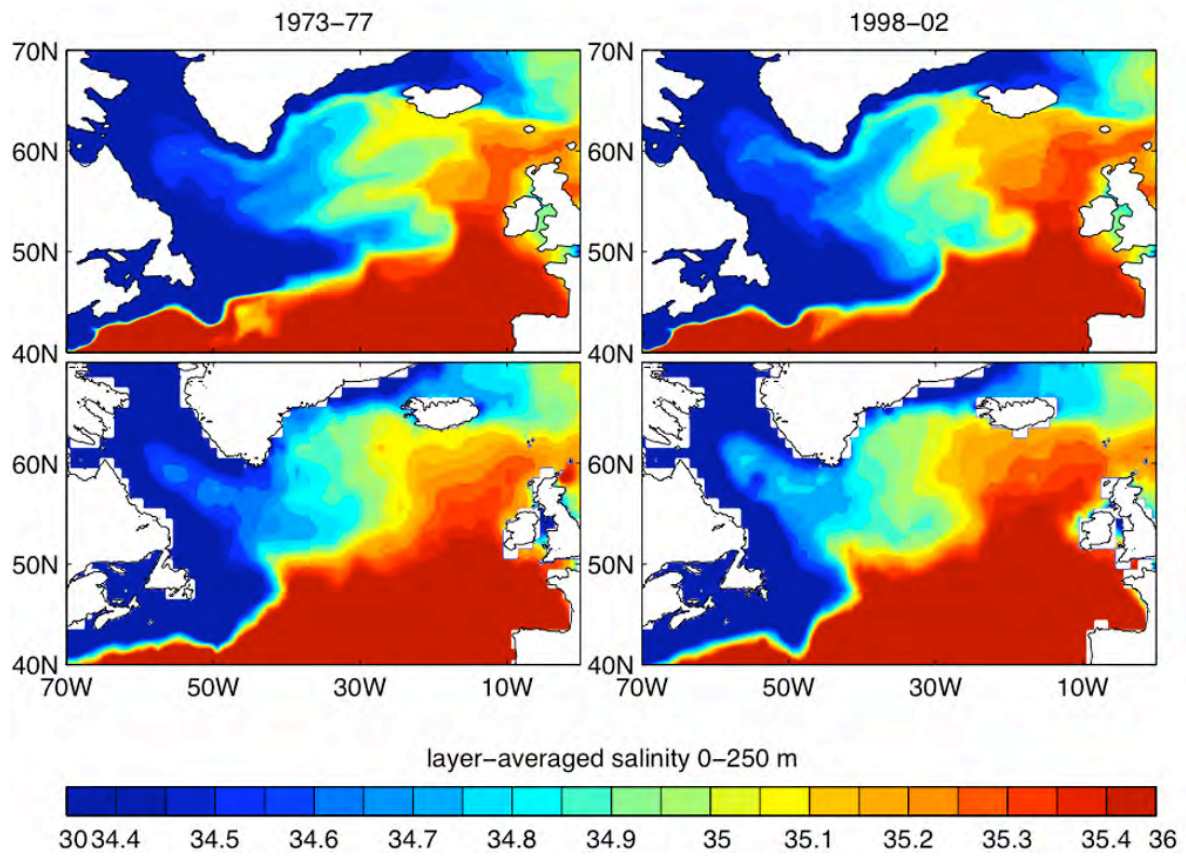 1973−77 1998−02
70N 70N
60N 60N
50N 50N
40N 40N
60N 60N
50N 50N
40N 40N
70W 50W 30W 10W 70W 50W 30W 10W
layer−averaged salinity 0−250 m
30 34.4 34.5 34.6 34.7 34.8 34.9 35 35.1 35.2 35.3 35.4 36